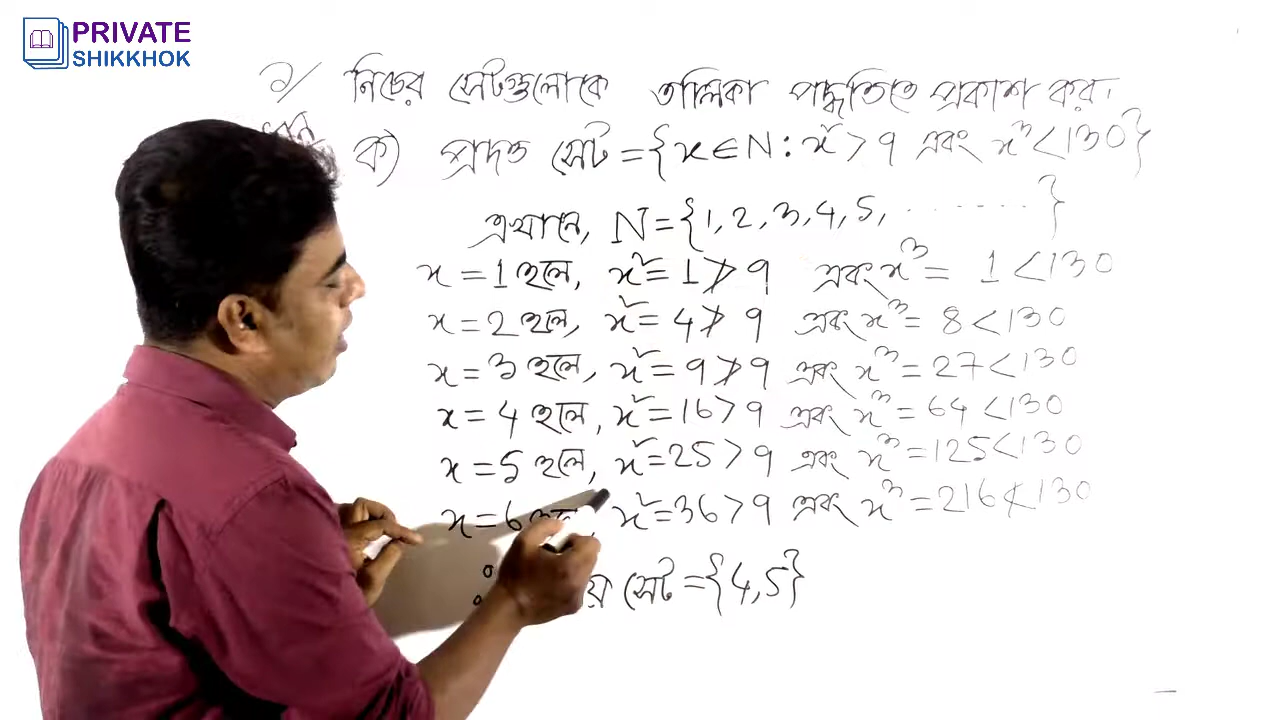 PRIVATE
SHIKKHOK
১/ নিচের সেটগুলোকে তালিকা পদ্ধতিতে প্রকাশ কর।
ক) প্রদত্ত সেট = {x ∈ N : x² > 9 এবং x³ < 130}
এখানে, N = {1, 2, 3, 4, 5, ........}
x = 1 হলে, x² = 1 ≯ 9 এবং x³ = 1 < 130
x = 2 হলে, x² = 4 ≯ 9 এবং x³ = 8 < 130
x = 3 হলে, x² = 9 ≯ 9 এবং x³ = 27 < 130
x = 4 হলে, x² = 16 > 9 এবং x³ = 64 < 130
x = 5 হলে, x² = 25 > 9 এবং x³ = 125 < 130
x = 6 হলে, x² = 36 > 9 এবং x³ = 216 ≮ 130
সেট = {4, 5}